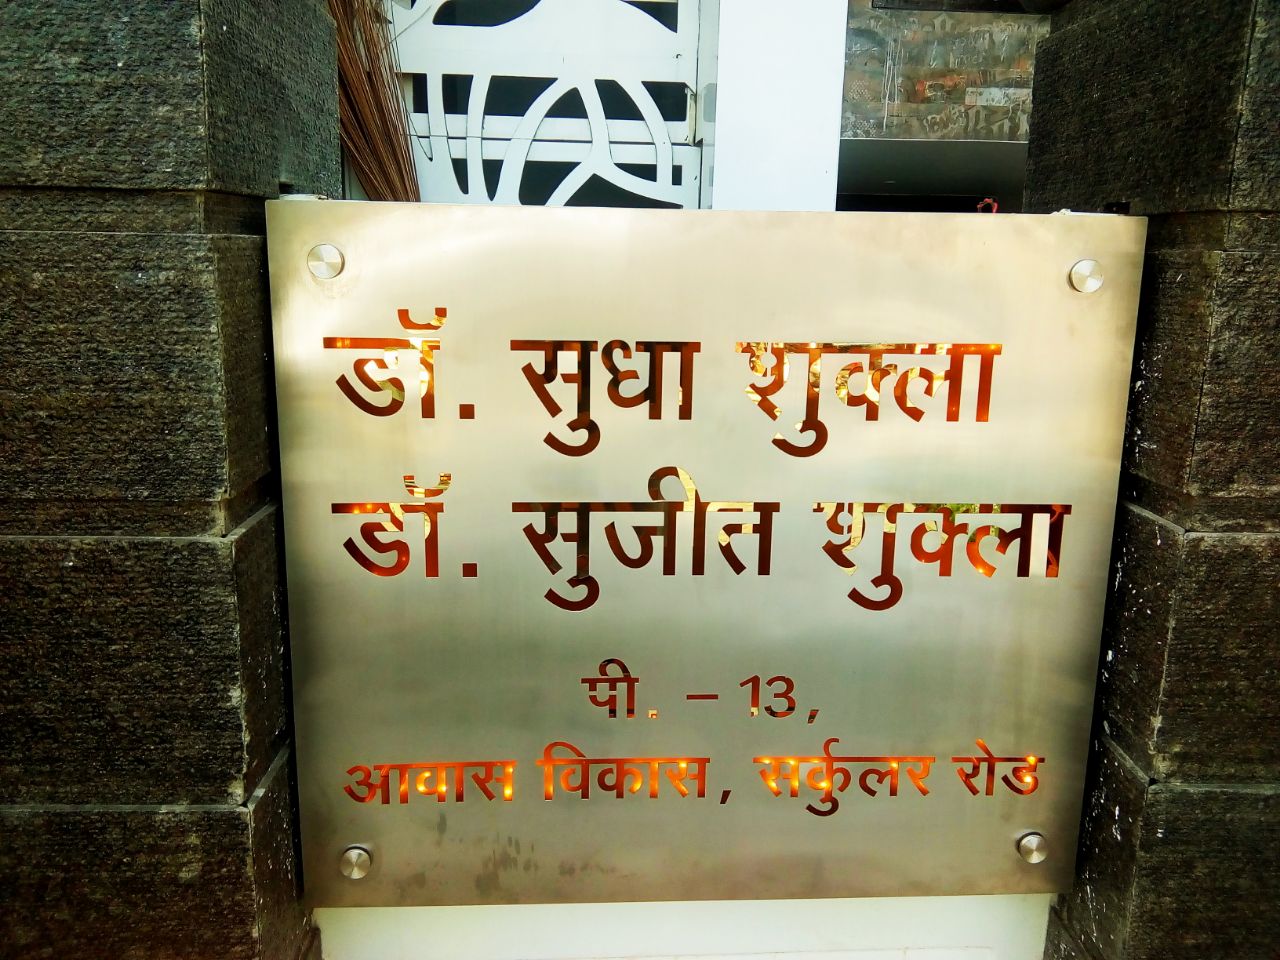 डॉ. सुधा शुक्ला
डॉ. सुजीत शुक्ला
पी. – 13,
आवास विकास, सर्कुलर रोड